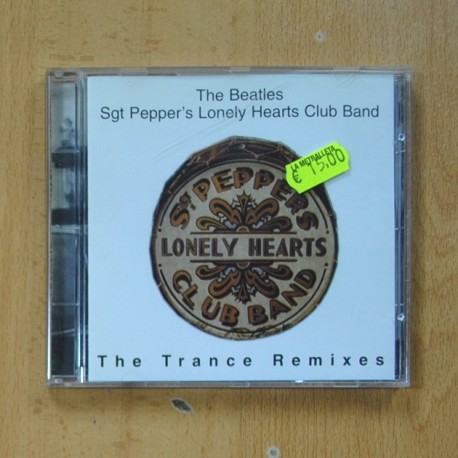 The Beatles
Sgt Pepper's Lonely Hearts Club Band
LA METRALLETA
€ 15,00
SGT. PEPPERS
LONELY HEARTS
CLUB BAND
The Trance Remixes